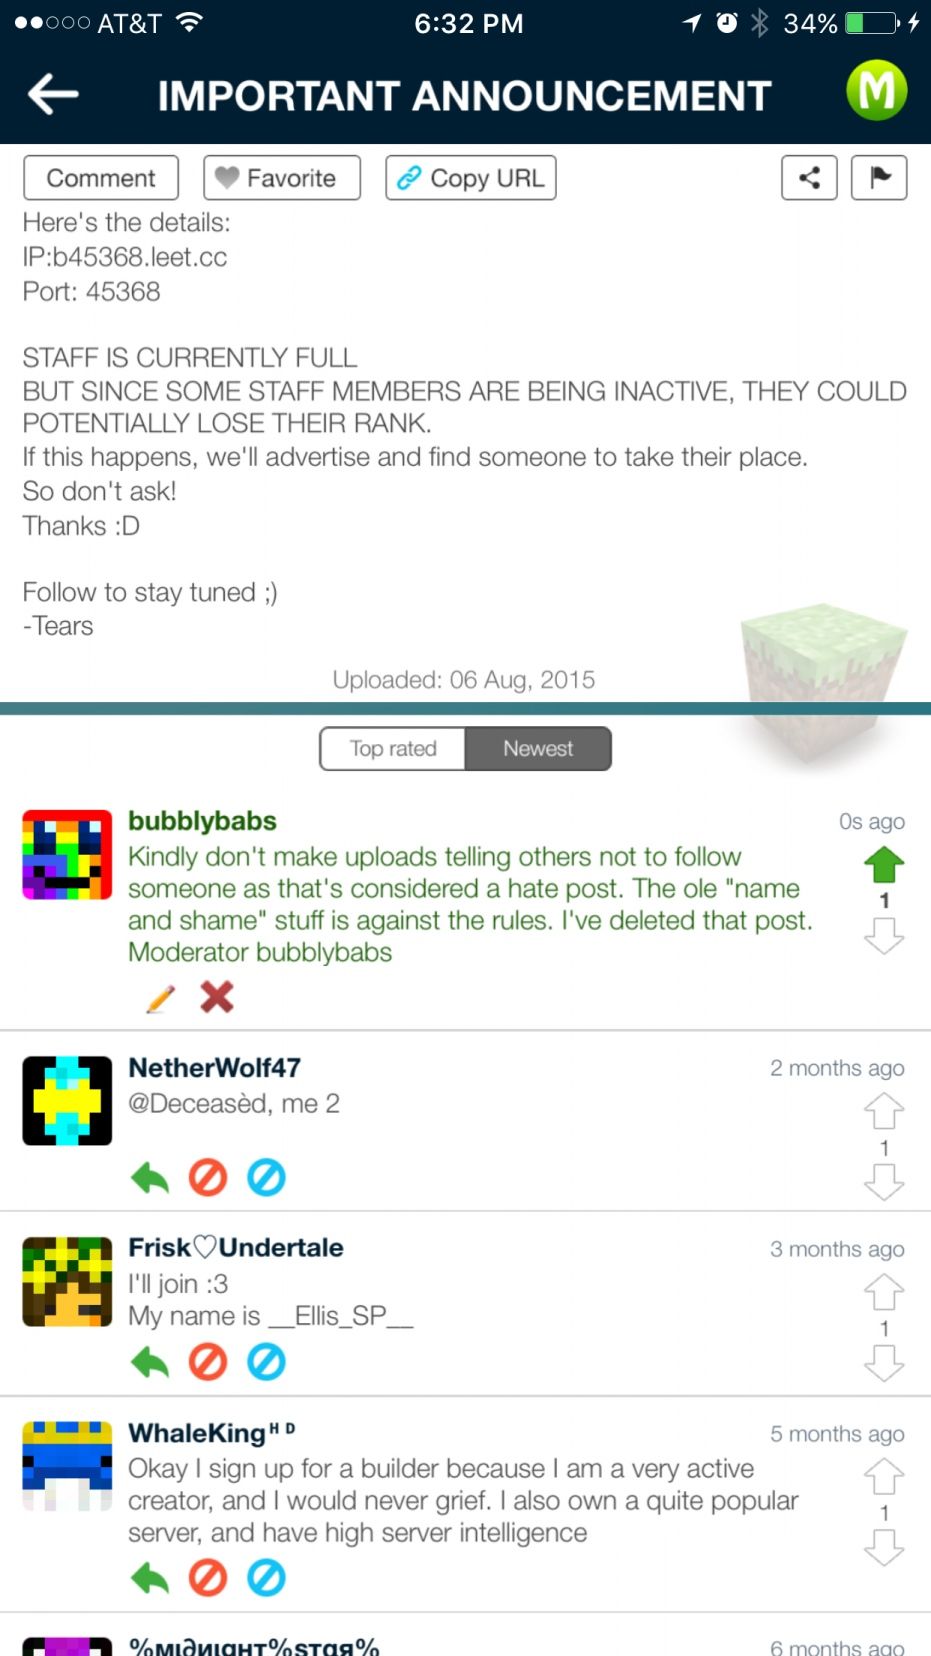 AT&T 6:32 PM 34%
IMPORTANT ANNOUNCEMENT M
Comment Favorite Copy URL
Here's the details:
IP:b45368.leet.cc
Port: 45368
STAFF IS CURRENTLY FULL
BUT SINCE SOME STAFF MEMBERS ARE BEING INACTIVE, THEY COULD
POTENTIALLY LOSE THEIR RANK.
If this happens, we'll advertise and find someone to take their place.
So don't ask!
Thanks :D
Follow to stay tuned ;)
-Tears
Uploaded: 06 Aug, 2015
Top rated Newest
bubblybabs 0s ago
Kindly don't make uploads telling others not to follow
someone as that's considered a hate post. The ole "name
and shame" stuff is against the rules. I've deleted that post.
Moderator bubblybabs
1
NetherWolf47 2 months ago
@Deceasèd, me 2
1
Frisk♡Undertale 3 months ago
I'll join :3
My name is __Ellis_SP__
1
WhaleKingᴴᴰ 5 months ago
Okay I sign up for a builder because I am a very active
creator, and I would never grief. I also own a quite popular
server, and have high server intelligence
1
%мι∂иιgнт%ѕтαя% 6 months ago